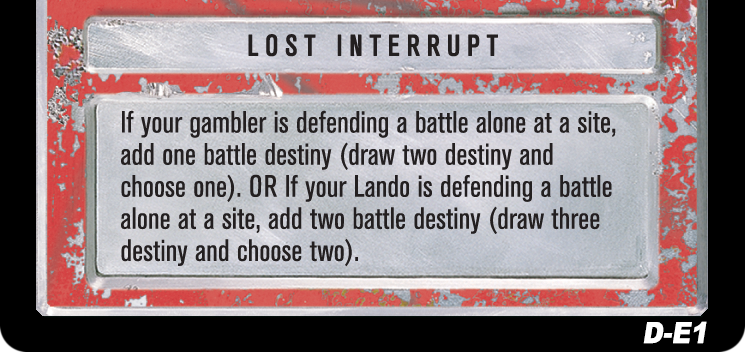 LOST INTERRUPT
If your gambler is defending a battle alone at a site,
add one battle destiny (draw two destiny and
choose one). OR If your Lando is defending a battle
alone at a site, add two battle destiny (draw three
destiny and choose two).
D-E1